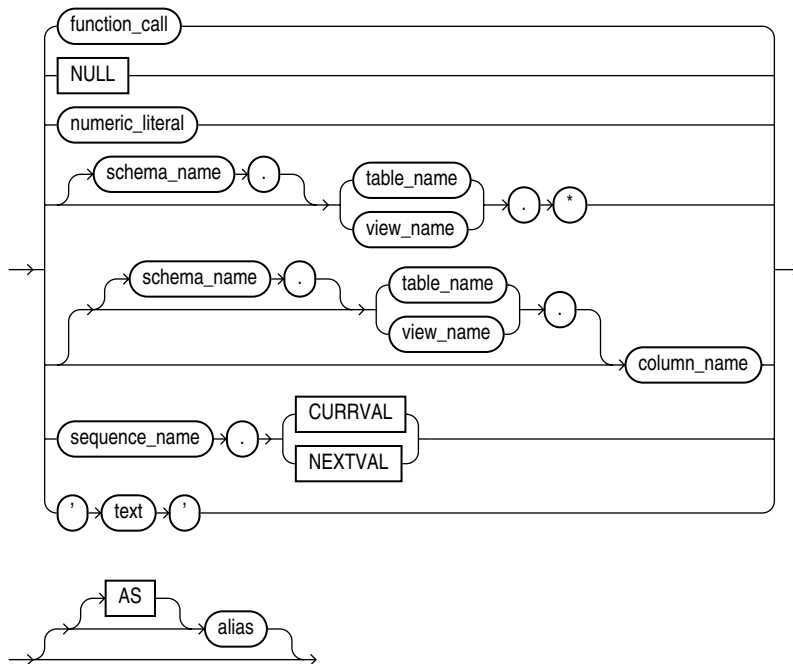 function_call
NULL
numeric_literal
schema_name . table_name
view_name . *
schema_name . table_name
view_name .
column_name
sequence_name . CURRVAL
NEXTVAL
' text '
AS
alias